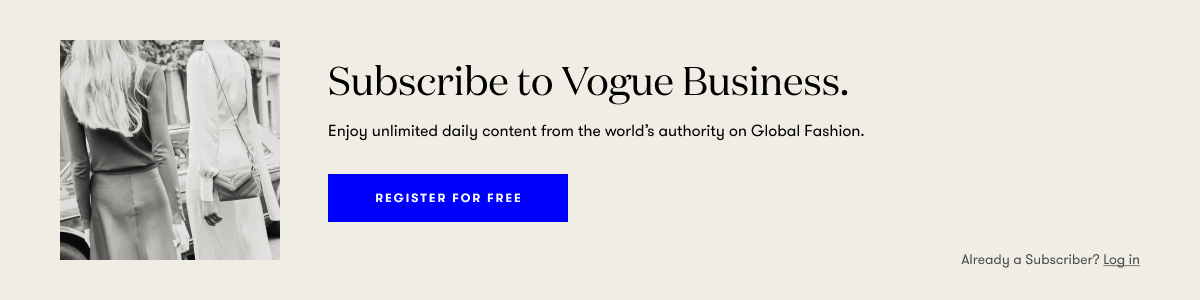 Subscribe to Vogue Business.
Enjoy unlimited daily content from the world’s authority on Global Fashion.
REGISTER FOR FREE
Already a Subscriber? Log in